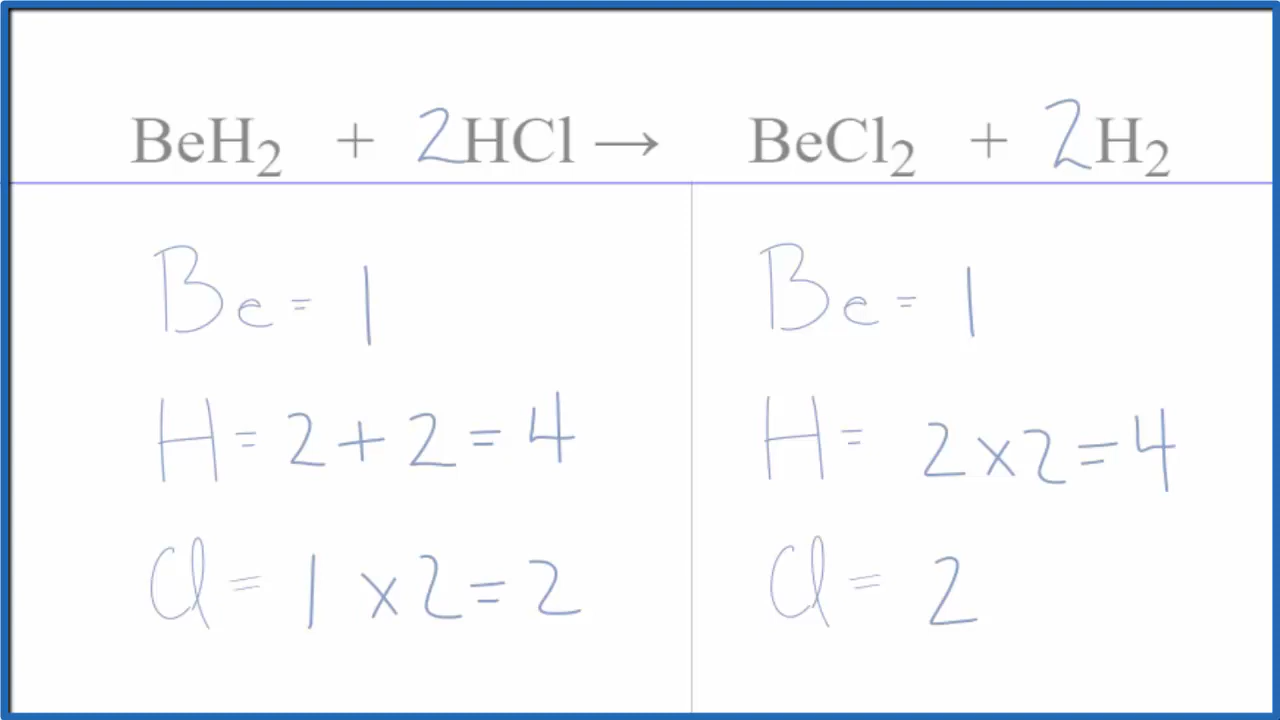 BeH₂ + 2HCl → BeCl₂ + 2H₂
Be = 1
H = 2 + 2 = 4
Cl = 1 x 2 = 2
Be = 1
H = 2 x 2 = 4
Cl = 2